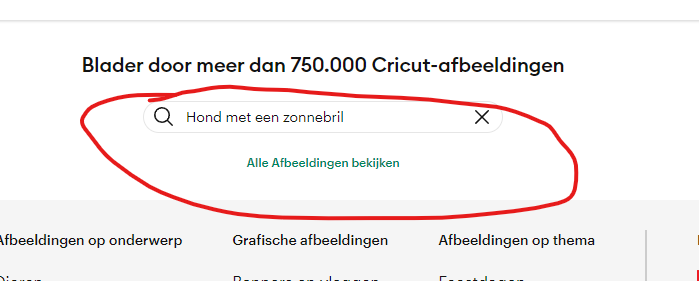 Blader door meer dan 750.000 Cricut-afbeeldingen
Hond met een zonnebril
Alle Afbeeldingen bekijken
Afbeeldingen op onderwerp
Grafische afbeeldingen
Afbeeldingen op thema